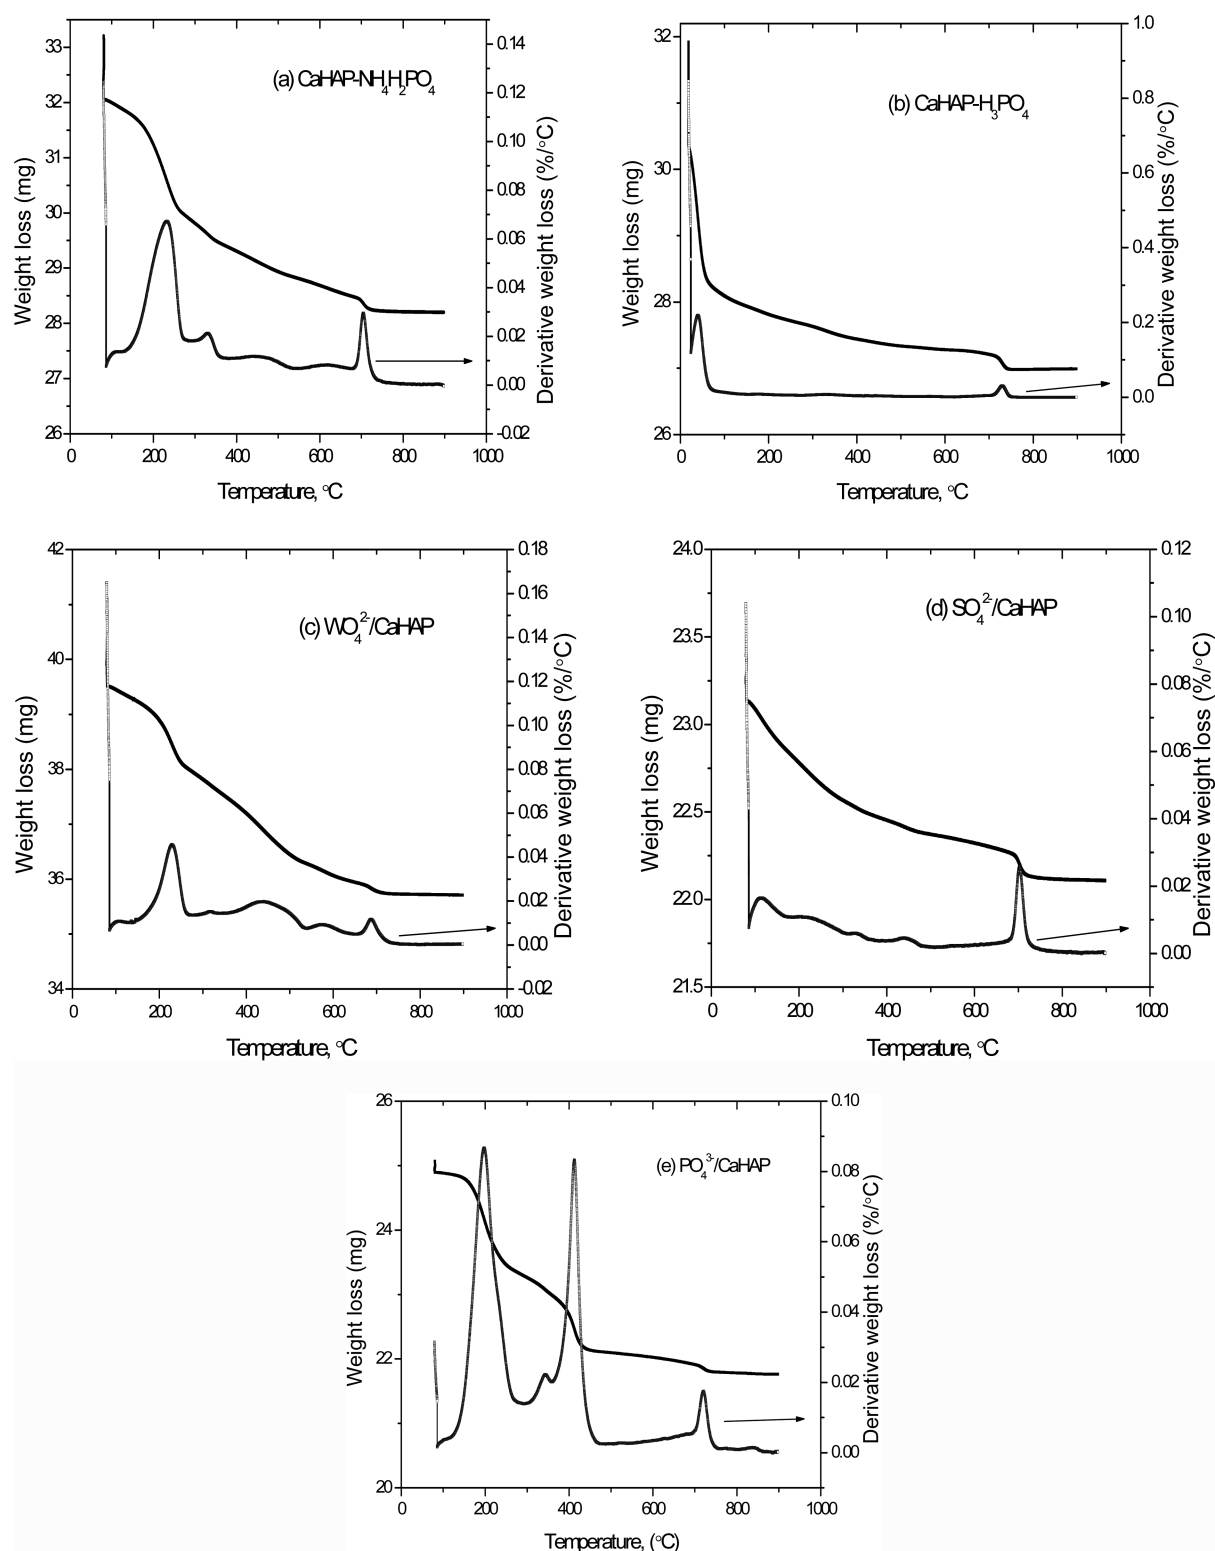 (a) CaHAP-NH4H2PO4
33
32
31
30
29
28
27
26
Weight loss (mg)
0.14
0.12
0.10
0.08
0.06
0.04
0.02
0.00
-0.02
Derivative weight loss (%/°C)
0 200 400 600 800 1000
Temperature, °C
(b) CaHAP-H3PO4
32
30
28
26
Weight loss (mg)
1.0
0.8
0.6
0.4
0.2
0.0
Derivative weight loss (%/°C)
0 200 400 600 800 1000
Temperature, °C
(c) WO4²⁻/CaHAP
42
40
38
36
34
Weight loss (mg)
0.18
0.16
0.14
0.12
0.10
0.08
0.06
0.04
0.02
0.00
-0.02
Derivative weight loss (%/°C)
0 200 400 600 800 1000
Temperature, °C
(d) SO4²⁻/CaHAP
24.0
23.5
23.0
22.5
22.0
21.5
Weight loss (mg)
0.12
0.10
0.08
0.06
0.04
0.02
0.00
Derivative weight loss (%/°C)
0 200 400 600 800 1000
Temperature, °C
(e) PO4³⁻/CaHAP
26
24
22
20
Weight loss (mg)
0.10
0.08
0.06
0.04
0.02
0.00
Derivative weight loss (%/°C)
0 200 400 600 800 1000
Temperature, (°C)